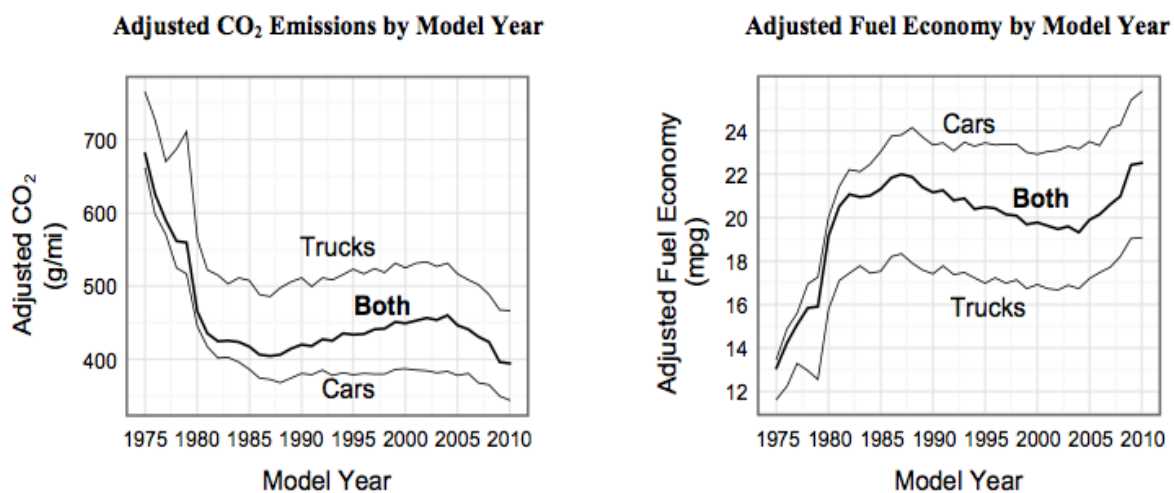 Adjusted CO₂ Emissions by Model Year
Adjusted CO₂
(g/mi)
700
600
500
400
Trucks
Both
Cars
1975 1980 1985 1990 1995 2000 2005 2010
Model Year
Adjusted Fuel Economy by Model Year
Adjusted Fuel Economy
(mpg)
24
22
20
18
16
14
12
Cars
Both
Trucks
1975 1980 1985 1990 1995 2000 2005 2010
Model Year